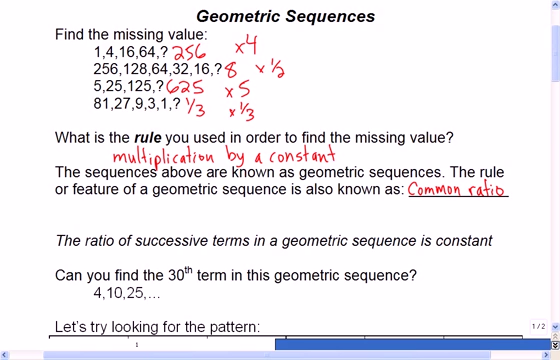 Geometric Sequences
Find the missing value:
1,4,16,64,? 256 ×4
256,128,64,32,16,? 8 × 1/2
5,25,125,? 625 × 5
81,27,9,3,1,? 1/3 × 1/3
What is the rule you used in order to find the missing value?
multiplication by a constant
The sequences above are known as geometric sequences. The rule
or feature of a geometric sequence is also known as: Common ratio
The ratio of successive terms in a geometric sequence is constant
Can you find the 30th term in this geometric sequence?
4,10,25,...
1/2
Let's try looking for the pattern:
1